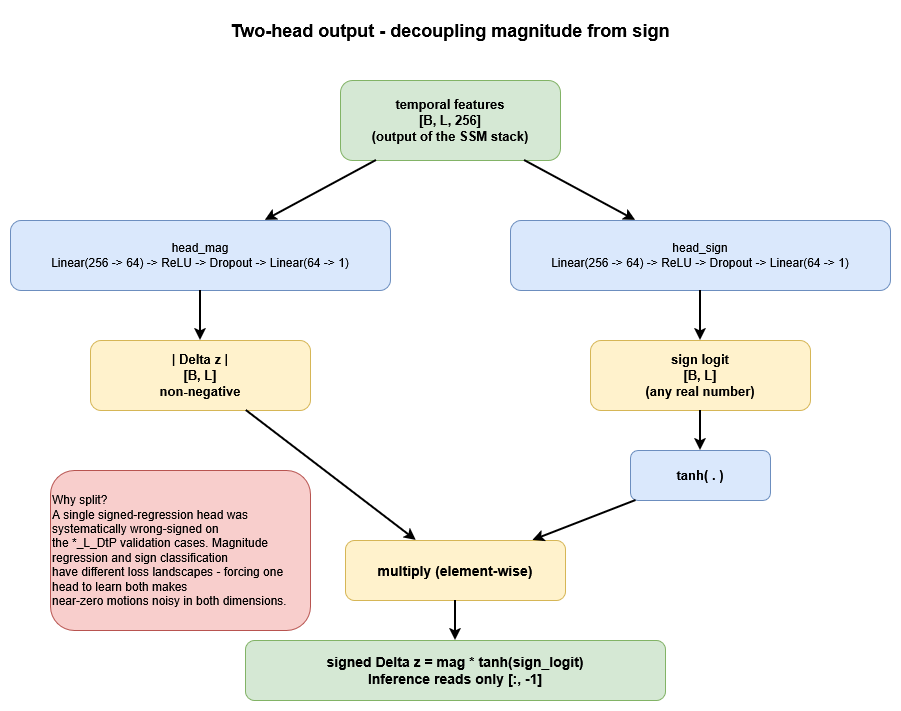 Two-head output - decoupling magnitude from sign
temporal features
[B, L, 256]
(output of the SSM stack)
head_mag
Linear(256 -> 64) -> ReLU -> Dropout -> Linear(64 -> 1)
head_sign
Linear(256 -> 64) -> ReLU -> Dropout -> Linear(64 -> 1)
| Delta z |
[B, L]
non-negative
sign logit
[B, L]
(any real number)
tanh( . )
Why split?
A single signed-regression head was
systematically wrong-signed on
the *_L_DtP validation cases. Magnitude
regression and sign classification
have different loss landscapes - forcing one
head to learn both makes
near-zero motions noisy in both dimensions.
multiply (element-wise)
signed Delta z = mag * tanh(sign_logit)
Inference reads only [:, -1]